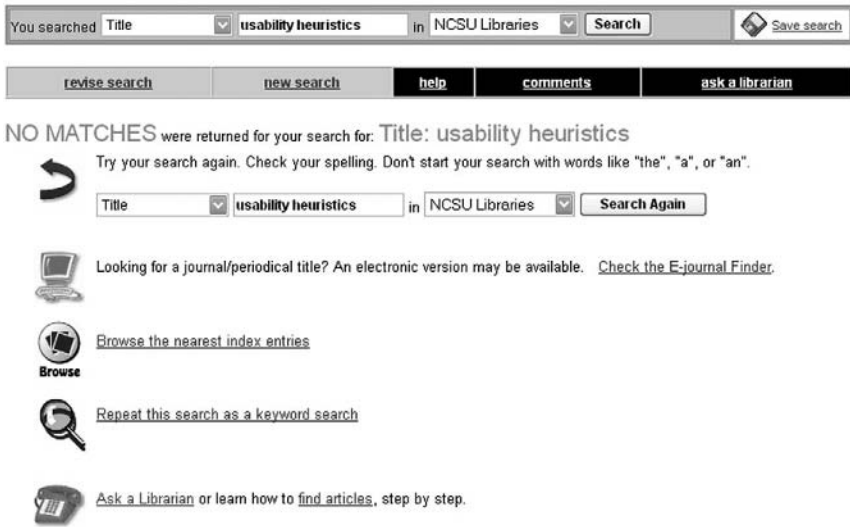 You searched Title usability heuristics in NCSU Libraries Search Save search
revise search new search help comments ask a librarian
NO MATCHES were returned for your search for: Title: usability heuristics
Try your search again. Check your spelling. Don't start your search with words like "the", "a", or "an".
Title usability heuristics in NCSU Libraries Search Again
Looking for a journal/periodical title? An electronic version may be available. Check the E-journal Finder.
Browse the nearest index entries
Browse
Repeat this search as a keyword search
Ask a Librarian or learn how to find articles, step by step.